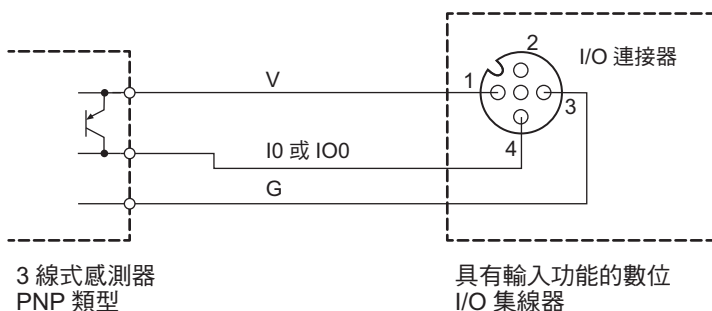 2
I/O 連接器
V
1
3
I0 或 IO0
4
G
3 線式感測器
PNP 類型
具有輸入功能的數位
I/O 集線器